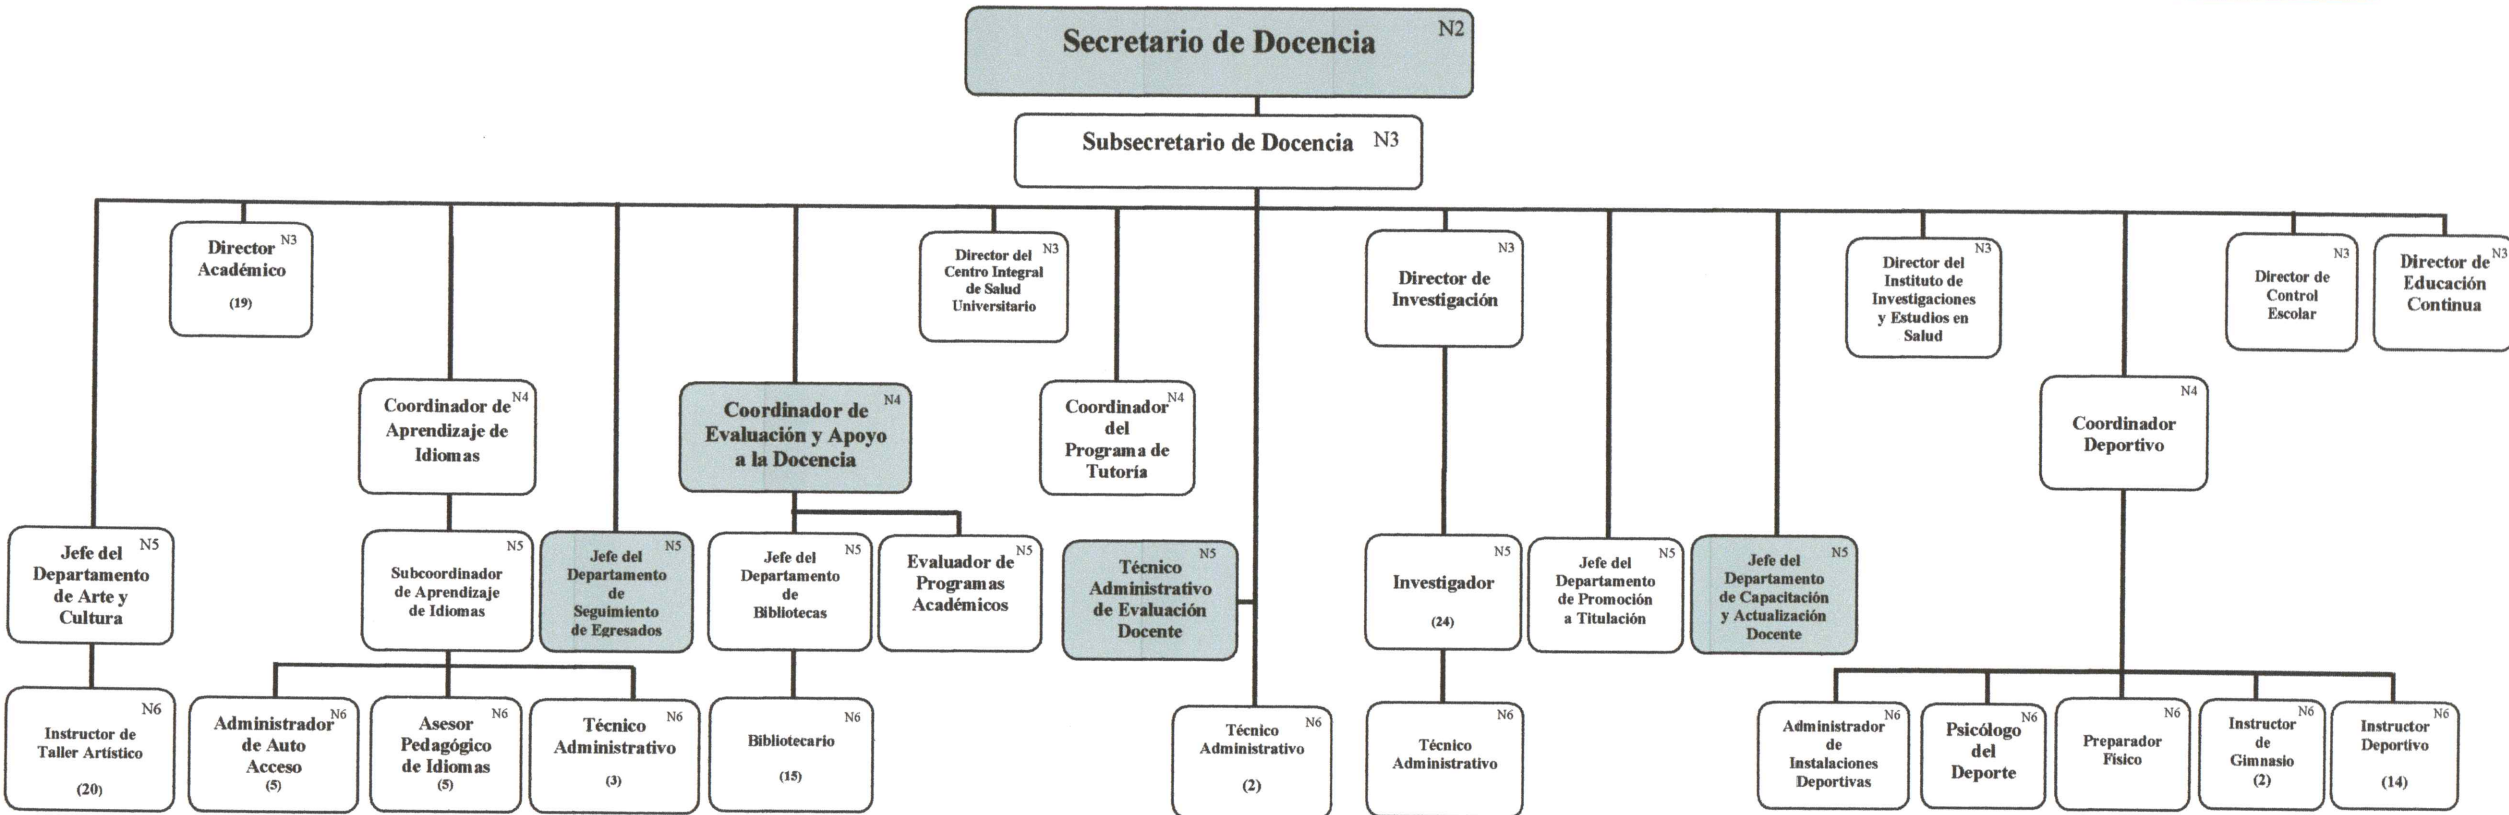 Secretario de Docencia N2
Subsecretario de Docencia N3
Director N3
Académico
(19)
Director del N3
Centro Integral
de Salud
Universitario
N3
Director de
Investigación
N3
Director del
Instituto de
Investigaciones
y Estudios en
Salud
N3
Director de
Control
Escolar
Director de N3
Educación
Continua
Coordinador de N4
Aprendizaje de
Idiomas
N4
Coordinador de
Evaluación y Apoyo
a la Docencia
Coordinador N4
del
Programa de
Tutoría
N4
Coordinador
Deportivo
Jefe del N5
Departamento
de Arte y
Cultura
N5
Subcoordinador
de Aprendizaje
de Idiomas
Jefe del N5
Departamento
de
Seguimiento
de Egresados
Jefe del N5
Departamento
de
Bibliotecas
Evaluador de N5
Programas
Académicos
Técnico N5
Administrativo
de Evaluación
Docente
N5
Investigador
(24)
Jefe del N5
Departamento
de Promoción
a Titulación
Jefe del N5
Departamento
de Capacitación
y Actualización
Docente
N6
Instructor de
Taller Artístico
(20)
Administrador N6
de Auto
Acceso
(5)
Asesor N6
Pedagógico
de Idiomas
(5)
Técnico N6
Administrativo
(3)
N6
Bibliotecario
(15)
N6
Técnico
Administrativo
(2)
N6
Técnico
Administrativo
Administrador N6
de
Instalaciones
Deportivas
Psicólogo N6
del
Deporte
N6
Preparador
Físico
Instructor N6
de
Gimnasio
(2)
Instructor N6
Deportivo
(14)